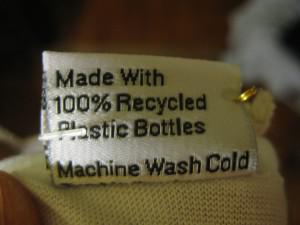 Made With
100% Recycled
Plastic Bottles
Machine Wash Cold